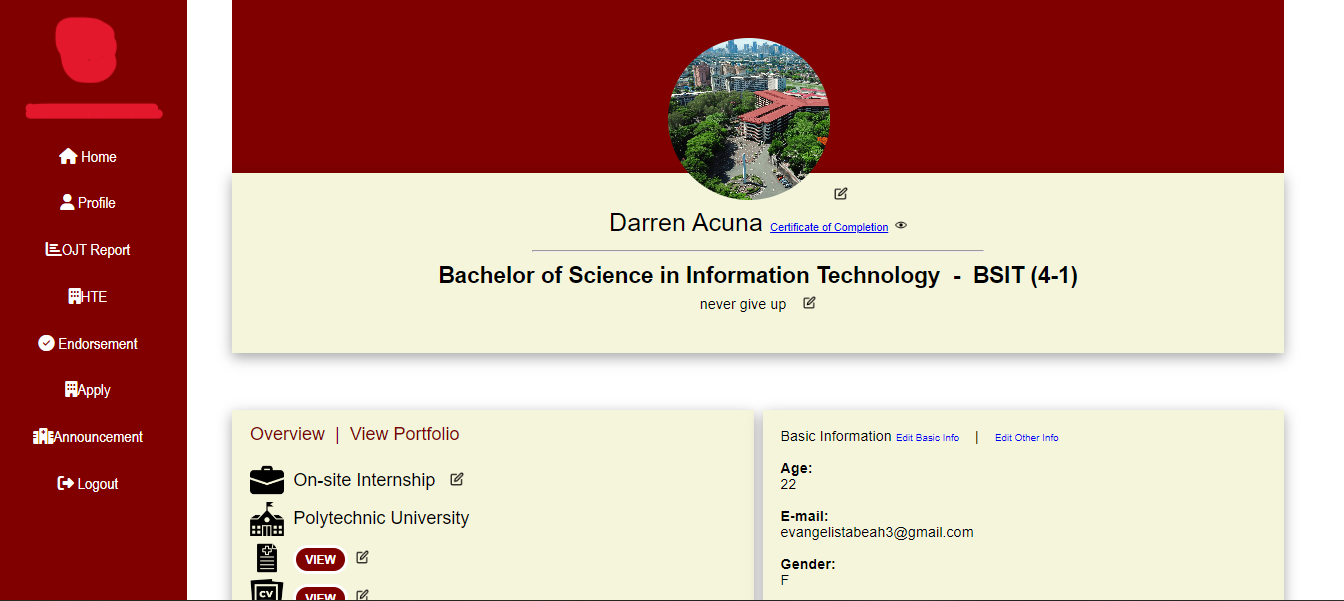 Home
Profile
OJT Report
HTE
Endorsement
Apply
Announcement
Logout
Darren Acuna Certificate of Completion
Bachelor of Science in Information Technology - BSIT (4-1)
never give up
Overview | View Portfolio
On-site Internship
Polytechnic University
VIEW
CV VIEW
Basic Information Edit Basic Info | Edit Other Info
Age:
22
E-mail:
evangelistabeah3@gmail.com
Gender:
F